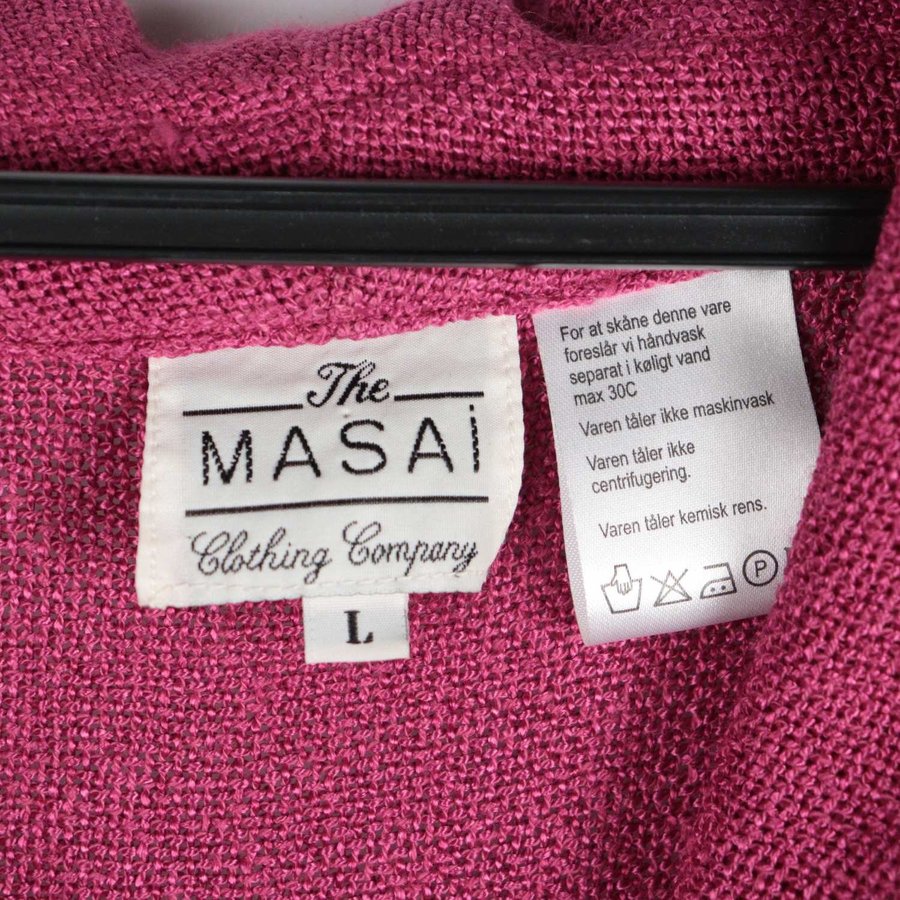 The
MASAi
Clothing Company
L
For at skåne denne vare
foreslår vi håndvask
separat i køligt vand
max 30C
Varen tåler ikke maskinvask
Varen tåler ikke
centrifugering.
Varen tåler kemisk rens.
P